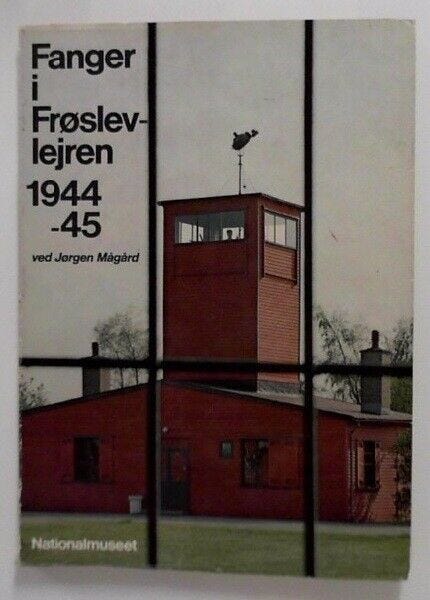 Fanger
i
Frøslev-
lejren
1944
-45
ved Jørgen Mågård
Nationalmuseet